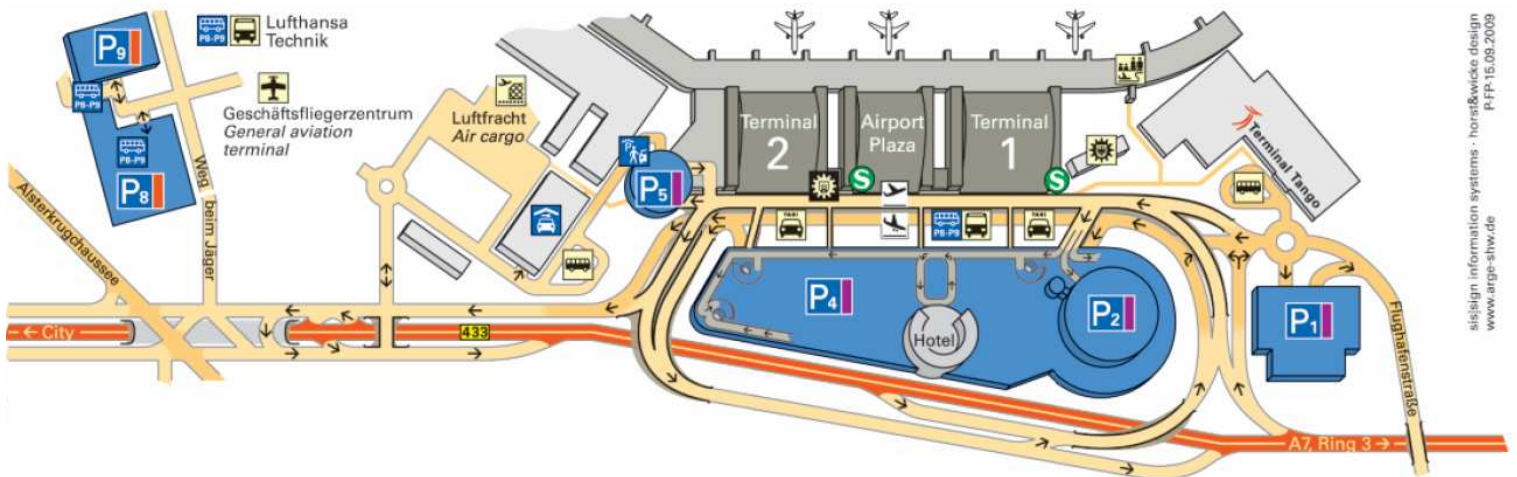 P9
P8-P9
Lufthansa
Technik
P8-P9
Geschäftsfliegerzentrum
General aviation
terminal
P8-P9
P8
Weg
beim Jäger
Alsterkrugchaussee
← City
433
Luftfracht
Air cargo
P
P5
Terminal
2
Airport
Plaza
Terminal
1
S
S
TAXI
P8-P9
TAXI
Terminal Tango
P4
Hotel
P2
P1
Flughafenstraße
A7, Ring 3 →
sis|sign information systems · horst&wicke design
P-FP-15.09.2009
www.arge-shw.de